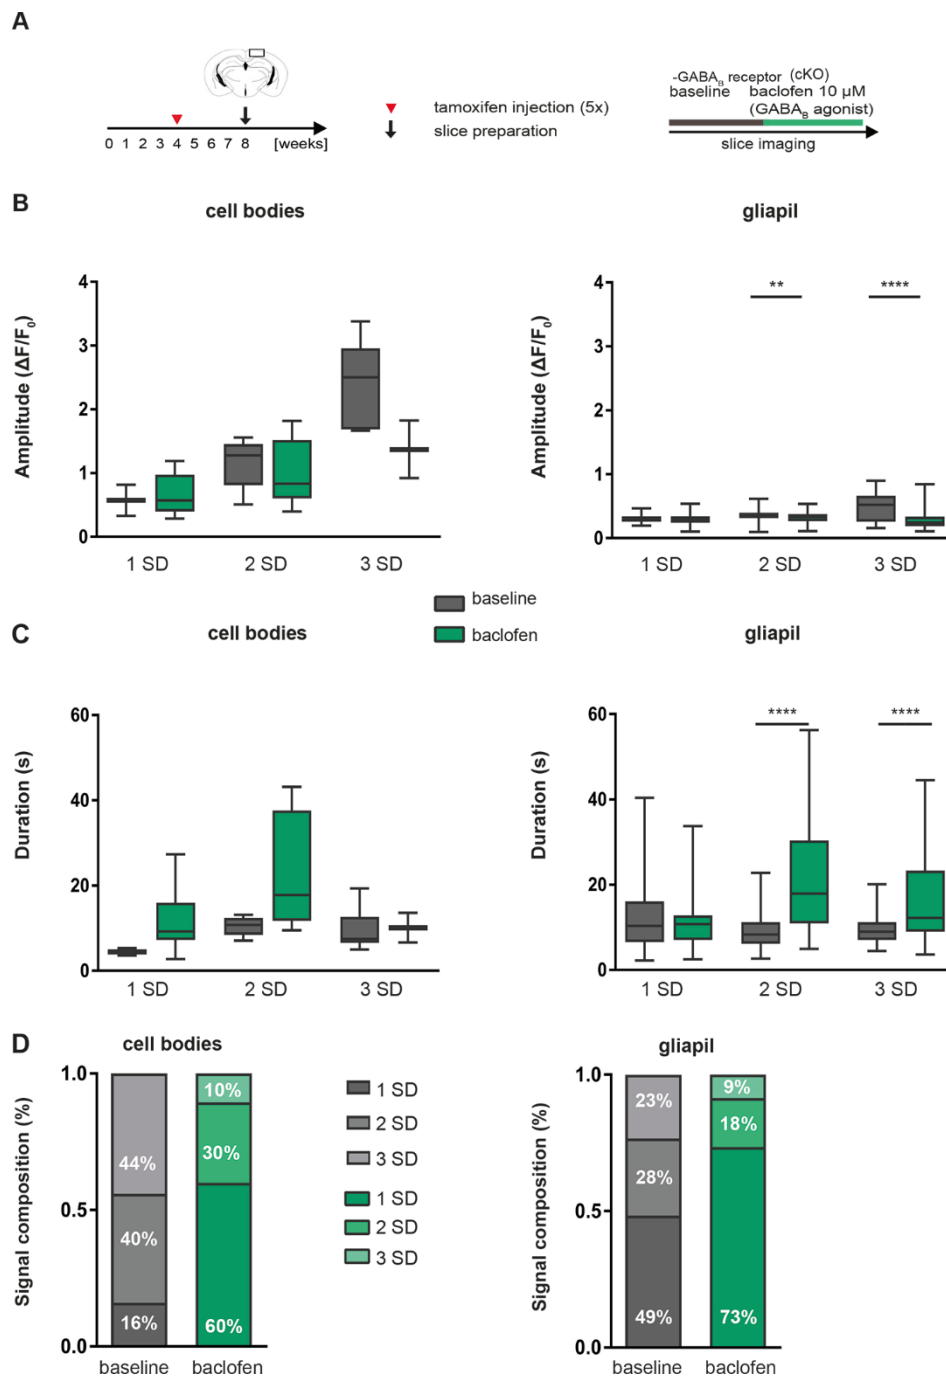 A
-GABAB receptor (cKO)
baseline baclofen 10 µM
(GABAB agonist)
slice imaging
tamoxifen injection (5x)
slice preparation
0 1 2 3 4 5 6 7 8 [weeks]
B
cell bodies
gliapil
Amplitude (ΔF/F0)
4
3
2
1
0
1 SD
2 SD
3 SD
Amplitude (ΔF/F0)
4
3
2
1
0
**
****
1 SD
2 SD
3 SD
baseline
baclofen
C
cell bodies
gliapil
Duration (s)
60
40
20
0
1 SD
2 SD
3 SD
Duration (s)
60
40
20
0
****
****
1 SD
2 SD
3 SD
D
cell bodies
gliapil
Signal composition (%)
1.0
0.5
0.0
44%
40%
16%
10%
30%
60%
baseline
baclofen
1 SD
2 SD
3 SD
1 SD
2 SD
3 SD
Signal composition (%)
1.0
0.5
0.0
23%
28%
49%
9%
18%
73%
baseline
baclofen